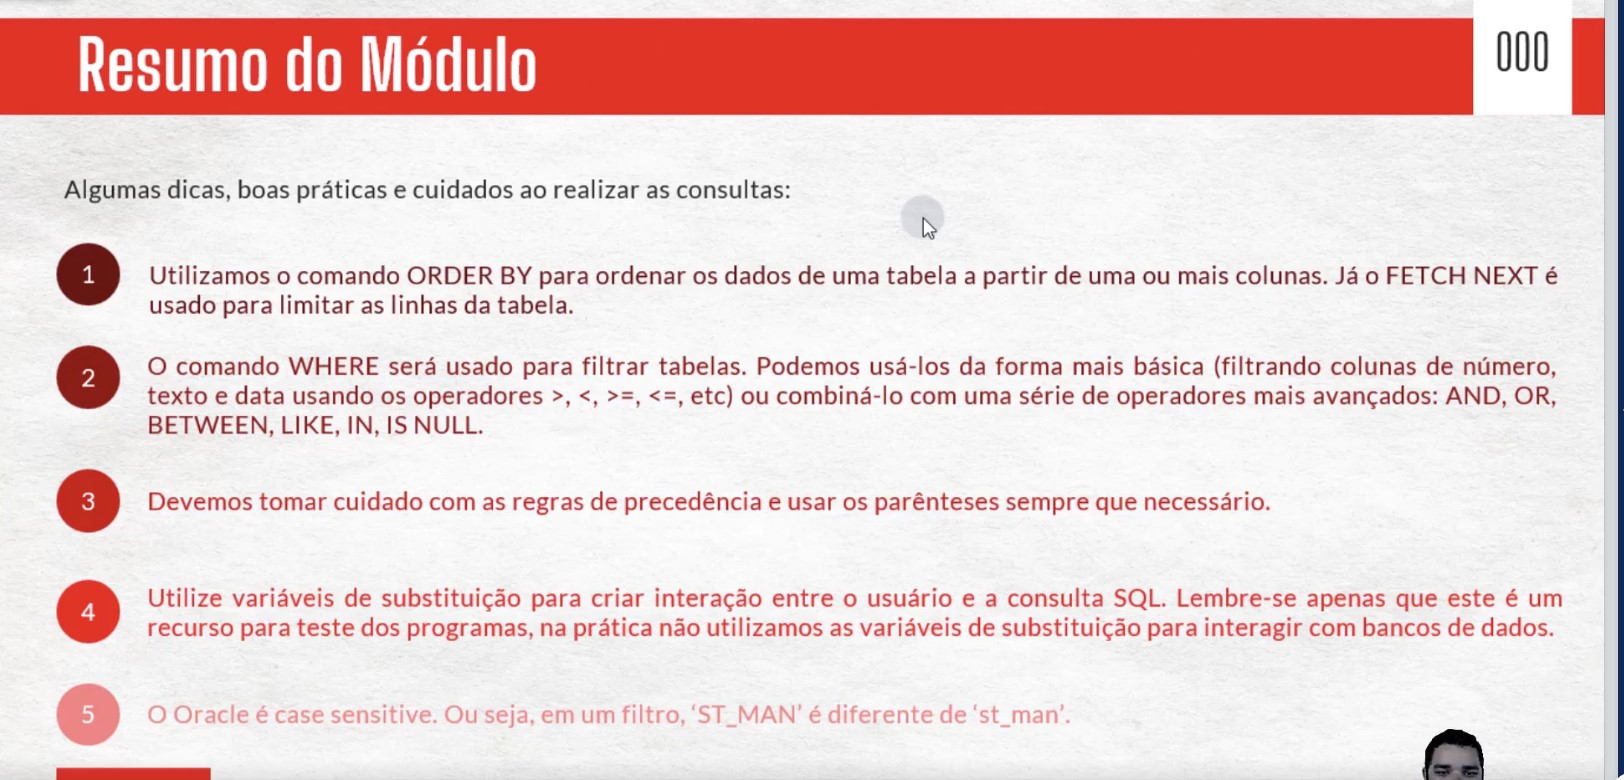 Resumo do Módulo
000
Algumas dicas, boas práticas e cuidados ao realizar as consultas:
1
Utilizamos o comando ORDER BY para ordenar os dados de uma tabela a partir de uma ou mais colunas. Já o FETCH NEXT é
usado para limitar as linhas da tabela.
2
O comando WHERE será usado para filtrar tabelas. Podemos usá-los da forma mais básica (filtrando colunas de número,
texto e data usando os operadores >, <, >=, <=, etc) ou combiná-lo com uma série de operadores mais avançados: AND, OR,
BETWEEN, LIKE, IN, IS NULL.
3
Devemos tomar cuidado com as regras de precedência e usar os parênteses sempre que necessário.
4
Utilize variáveis de substituição para criar interação entre o usuário e a consulta SQL. Lembre-se apenas que este é um
recurso para teste dos programas, na prática não utilizamos as variáveis de substituição para interagir com bancos de dados.
5
O Oracle é case sensitive. Ou seja, em um filtro, ‘ST_MAN’ é diferente de ‘st_man’.